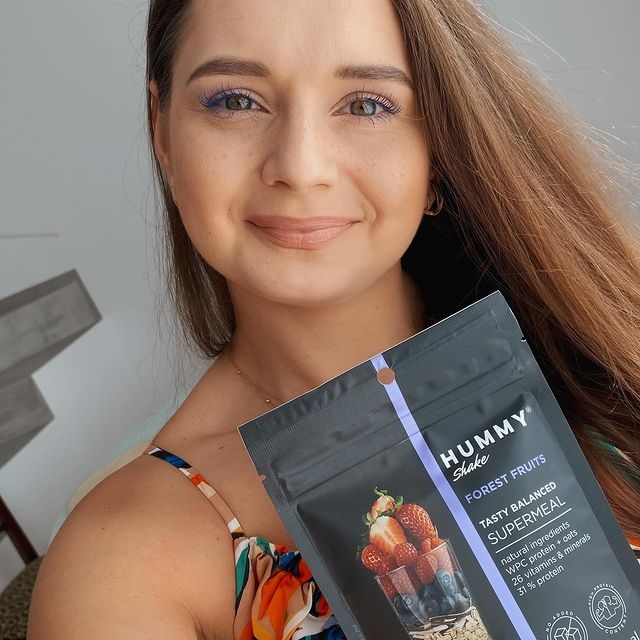 HUMMY®
Shake
FOREST FRUITS
TASTY BALANCED
SUPERMEAL
natural ingredients
WPC protein + oats
26 vitamins & minerals
31 % protein